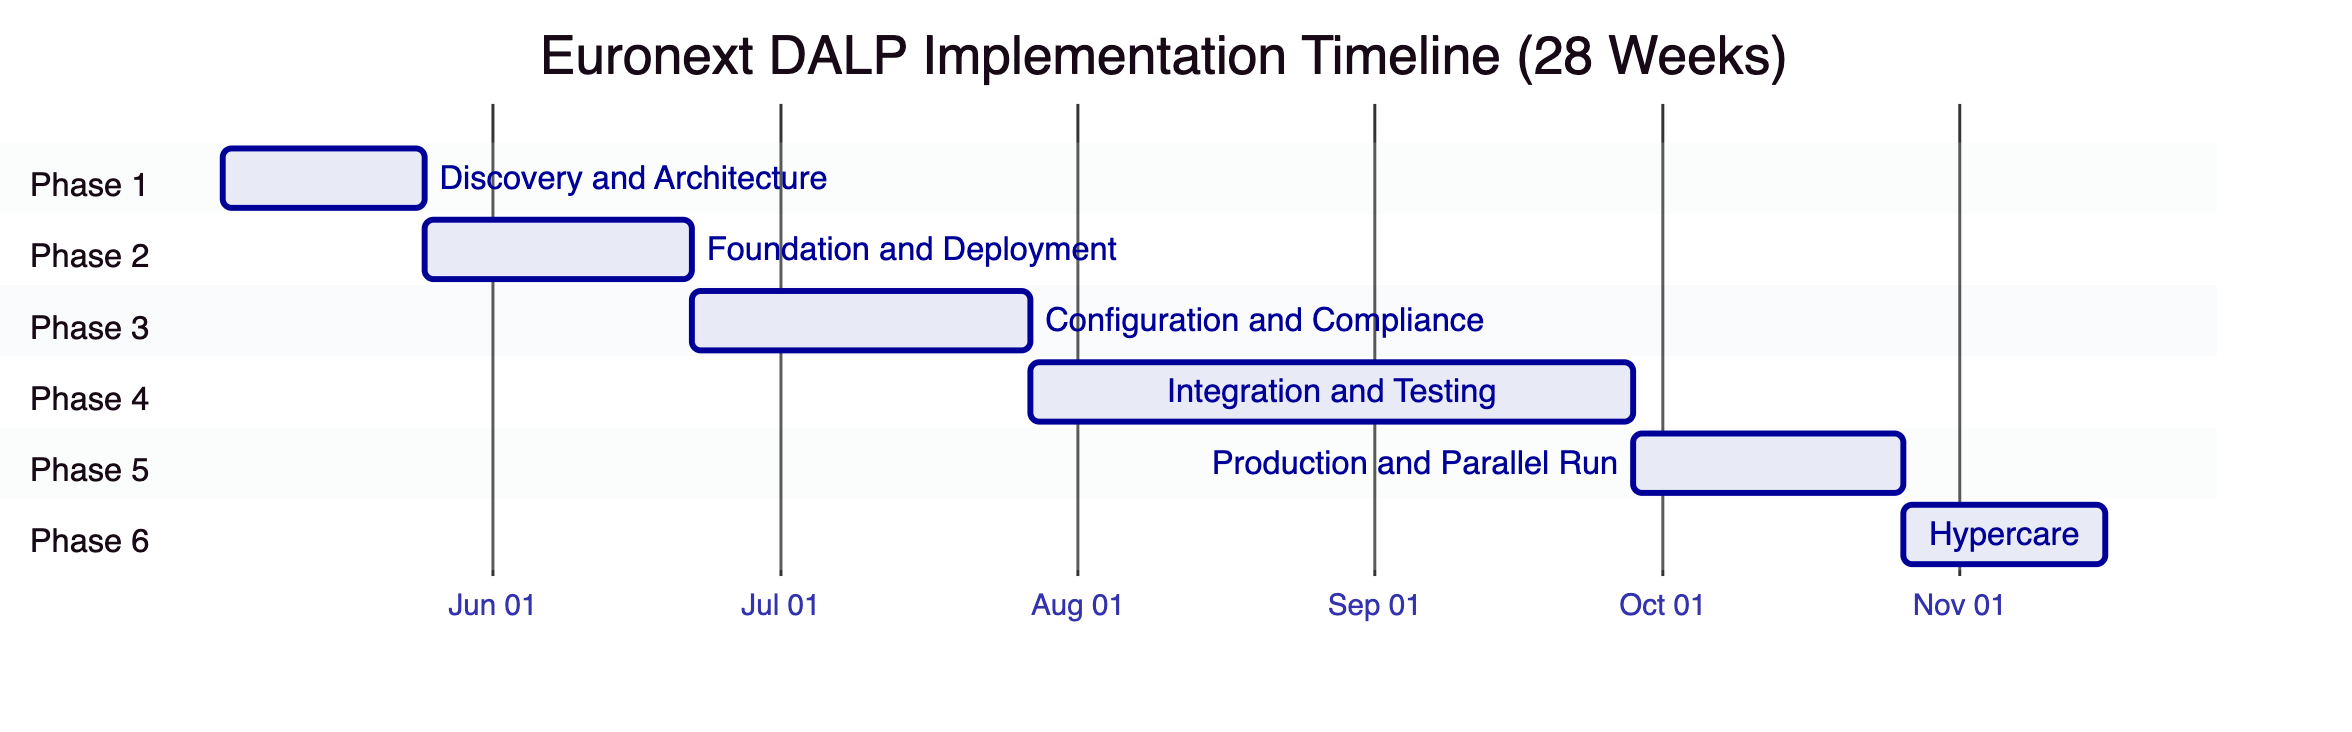 Euronext DALP Implementation Timeline (28 Weeks)
Phase 1
Discovery and Architecture
Phase 2
Foundation and Deployment
Phase 3
Configuration and Compliance
Phase 4
Integration and Testing
Phase 5
Production and Parallel Run
Phase 6
Hypercare
Jun 01
Jul 01
Aug 01
Sep 01
Oct 01
Nov 01